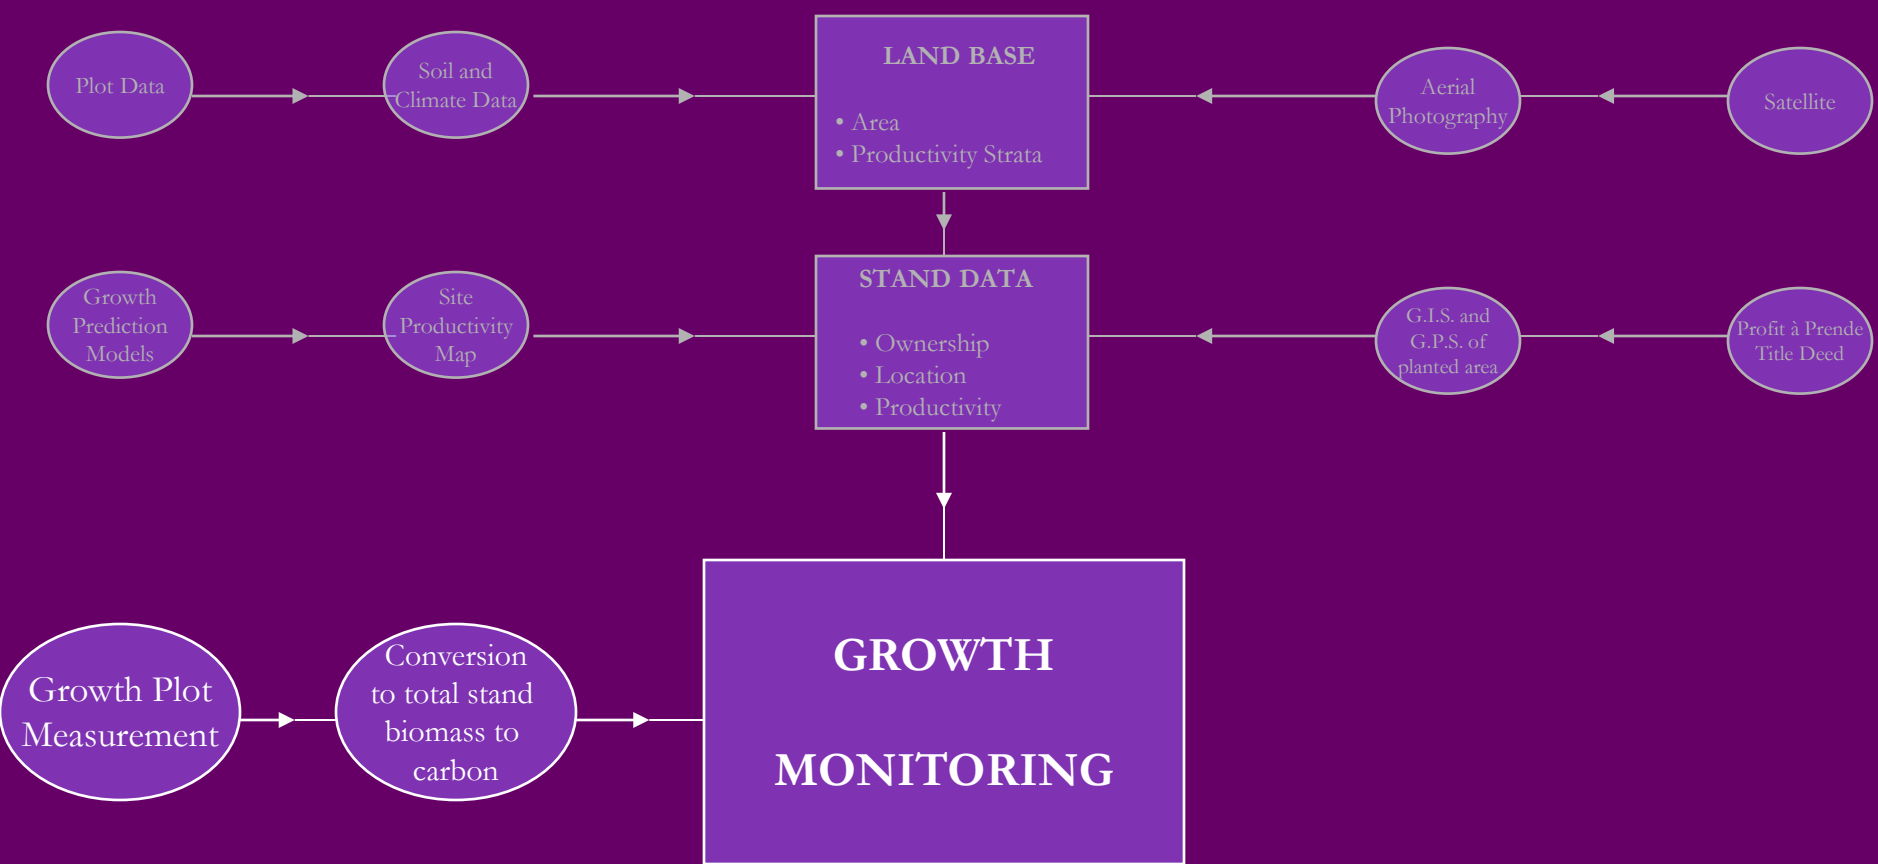 Plot Data
Soil and
Climate Data
LAND BASE
• Area
• Productivity Strata
Aerial
Photography
Satellite
Growth
Prediction
Models
Site
Productivity
Map
STAND DATA
• Ownership
• Location
• Productivity
G.I.S. and
G.P.S. of
planted area
Profit à Prende
Title Deed
Growth Plot
Measurement
Conversion
to total stand
biomass to
carbon
GROWTH
MONITORING